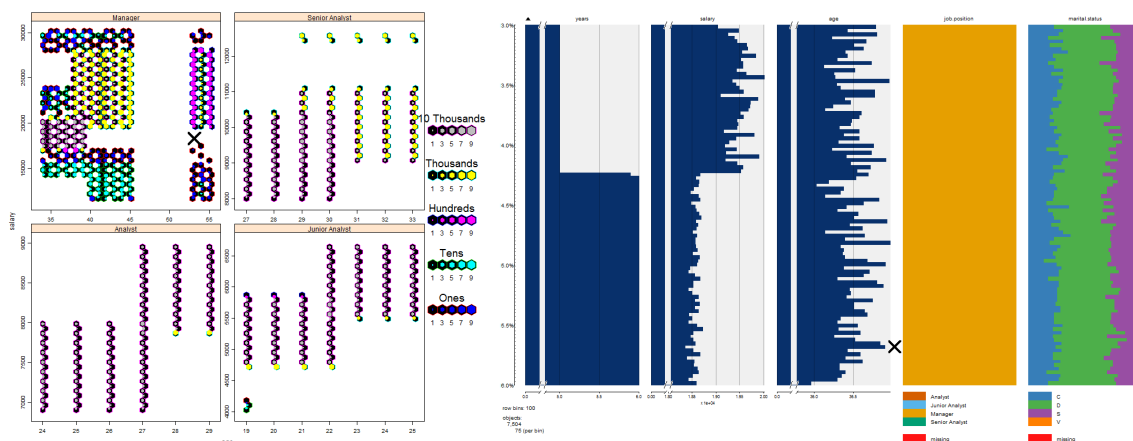 Manager
Senior Analyst
30000
25000
20000
15000
35
40
45
50
55
12000
11000
10000
9000
8000
7000
6000
27
28
29
30
31
32
33
salary
Analyst
Junior Analyst
9000
8500
8000
7500
7000
24
25
26
27
28
29
6500
6000
5500
5000
4500
4000
3500
19
20
21
22
23
24
25
10 Thousands
1 3 5 7 9
Thousands
1 3 5 7 9
Hundreds
1 3 5 7 9
Tens
1 3 5 7 9
Ones
1 3 5 7 9
years
salary
age
job.position
marital.status
3.0%
3.5%
4.0%
4.5%
5.0%
5.5%
6.0%
row bins: 100
objects:
7,504
75 (per bin)
Analyst
Junior Analyst
Manager
Senior Analyst
missing
C
D
S
V
missing